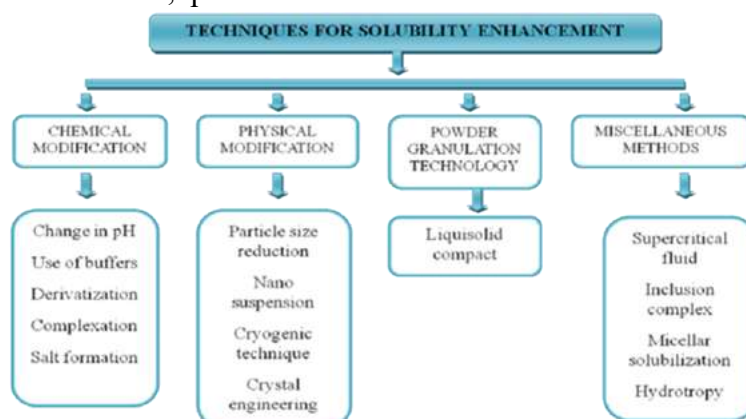 TECHNIQUES FOR SOLUBILITY ENHANCEMENT
CHEMICAL
MODIFICATION
PHYSICAL
MODIFICATION
POWDER
GRANULATION
TECHNOLOGY
MISCELLANEOUS
METHODS
Change in pH
Use of buffers
Derivatization
Complexation
Salt formation
Particle size
reduction
Nano
suspension
Cryogenic
technique
Crystal
engineering
Liquisolid
compact
Supercritical
fluid
Inclusion
complex
Micellar
solubilization
Hydrotropy